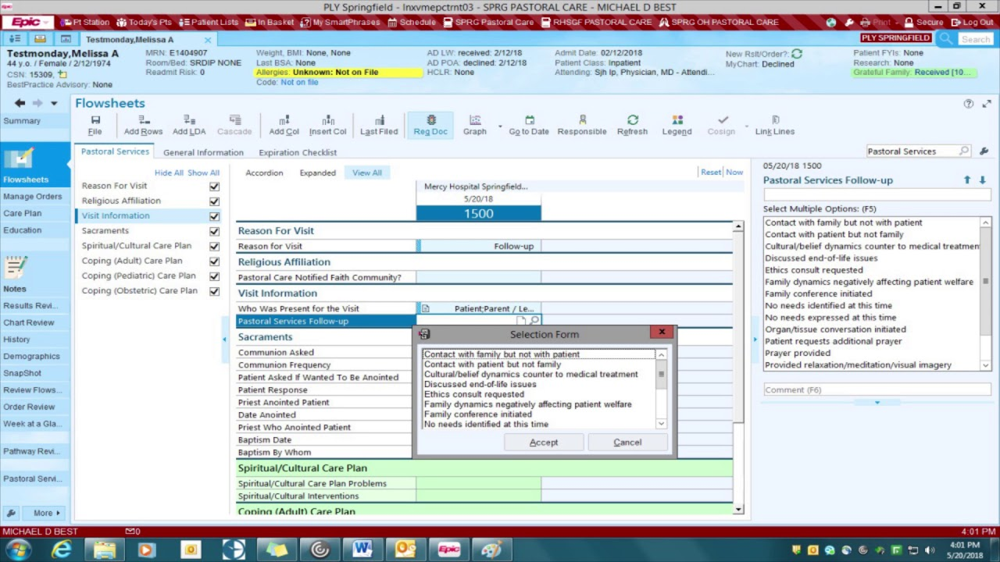 PLY Springfield - lnxvmepctrnt03 - SPRG PASTORAL CARE - MICHAEL D BEST
Epic Pt Station Today's Pts Patient Lists In Basket My SmartPhrases Schedule SPRG Pastoral Care RHSGF PASTORAL CARE SPRG OH PASTORAL CARE Print Secure Log Out
Testmonday,Melissa A PLY SPRINGFIELD Search
Testmonday,Melissa A
44 y.o. / Female / 2/12/1974
CSN: 15309,
BestPractice Advisory: None
MRN: E1404907
Room/Bed: SRDIP NONE
Readmit Risk: 0
Weight, BMI: None, None
Last BSA: None
Allergies: Unknown: Not on File
Code: Not on file
AD LW: received: 2/12/18
AD POA: declined: 2/12/18
HCLR: None
Admit Date: 02/12/2018
Patient Class: Inpatient
Attending: Sjh Ip, Physician, MD - Attendi...
New Rslt/Order?:
MyChart: Declined
Patient FYIs: None
Research: None
Grateful Family: Received [10...
Summary
Flowsheets
Manage Orders
Care Plan
Education
Notes
Results Revi...
Chart Review
History
Demographics
SnapShot
Review Flows...
Order Review
Week at a Gla...
Pathway Revi...
Pastoral Servi...
More
Flowsheets
File Add Rows Add LDA Cascade Add Col Insert Col Last Filed Reg Doc Graph Go to Date Responsible Refresh Legend Cosign Link Lines
Pastoral Services General Information Expiration Checklist Pastoral Services
Hide All Show All
Reason For Visit
Religious Affiliation
Visit Information
Sacraments
Spiritual/Cultural Care Plan
Coping (Adult) Care Plan
Coping (Pediatric) Care Plan
Coping (Obstetric) Care Plan
Accordion Expanded View All Reset Now
Mercy Hospital Springfield...
5/20/18
1500
Reason For Visit
Reason for Visit Follow-up
Religious Affiliation
Pastoral Care Notified Faith Community?
Visit Information
Who Was Present for the Visit Patient;Parent / Le...
Pastoral Services Follow-up
Sacraments
Communion Asked
Communion Frequency
Patient Asked If Wanted To Be Anointed
Patient Response
Priest Anointed Patient
Date Anointed
Priest Who Anointed Patient
Baptism Date
Baptism By Whom
Spiritual/Cultural Care Plan
Spiritual/Cultural Care Plan Problems
Spiritual/Cultural Interventions
Coping (Adult) Care Plan
Selection Form
Contact with family but not with patient
Contact with patient but not family
Cultural/belief dynamics counter to medical treatment
Discussed end-of-life issues
Ethics consult requested
Family dynamics negatively affecting patient welfare
Family conference initiated
No needs identified at this time
Accept Cancel
05/20/18 1500
Pastoral Services Follow-up
Select Multiple Options: (F5)
Contact with family but not with patient
Contact with patient but not family
Cultural/belief dynamics counter to medical treatmen
Discussed end-of-life issues
Ethics consult requested
Family dynamics negatively affecting patient welfare
Family conference initiated
No needs identified at this time
No needs expressed at this time
Organ/tissue conversation initiated
Patient requests additional prayer
Prayer provided
Provided relaxation/meditation/visual imagery
Comment (F6)
MICHAEL D BEST 0 4:01 PM
Epic
4:01 PM
5/20/2018